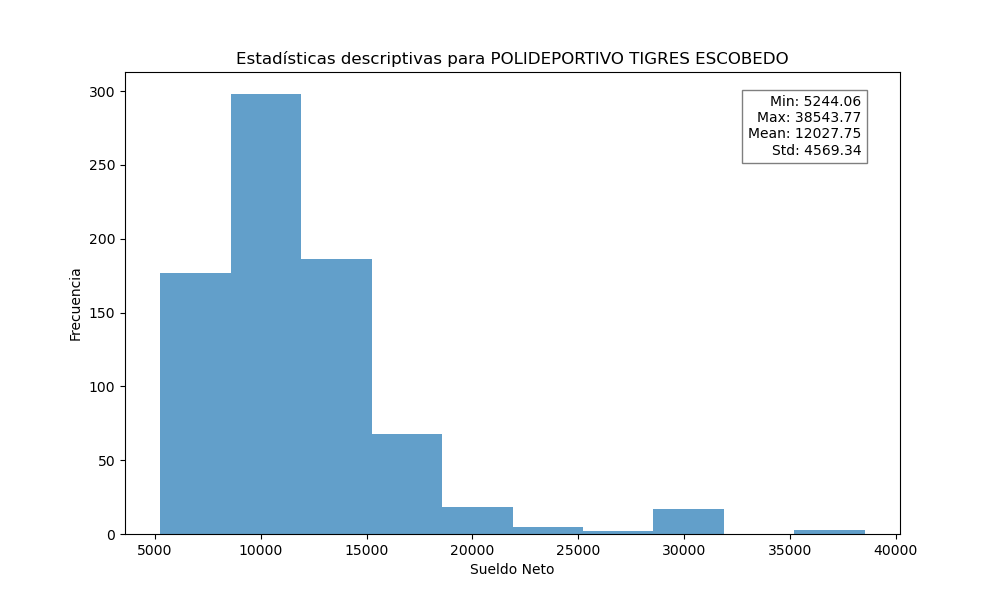 Estadísticas descriptivas para POLIDEPORTIVO TIGRES ESCOBEDO
Min: 5244.06
Max: 38543.77
Mean: 12027.75
Std: 4569.34
300
250
200
150
100
50
0
Frecuencia
5000 10000 15000 20000 25000 30000 35000 40000
Sueldo Neto